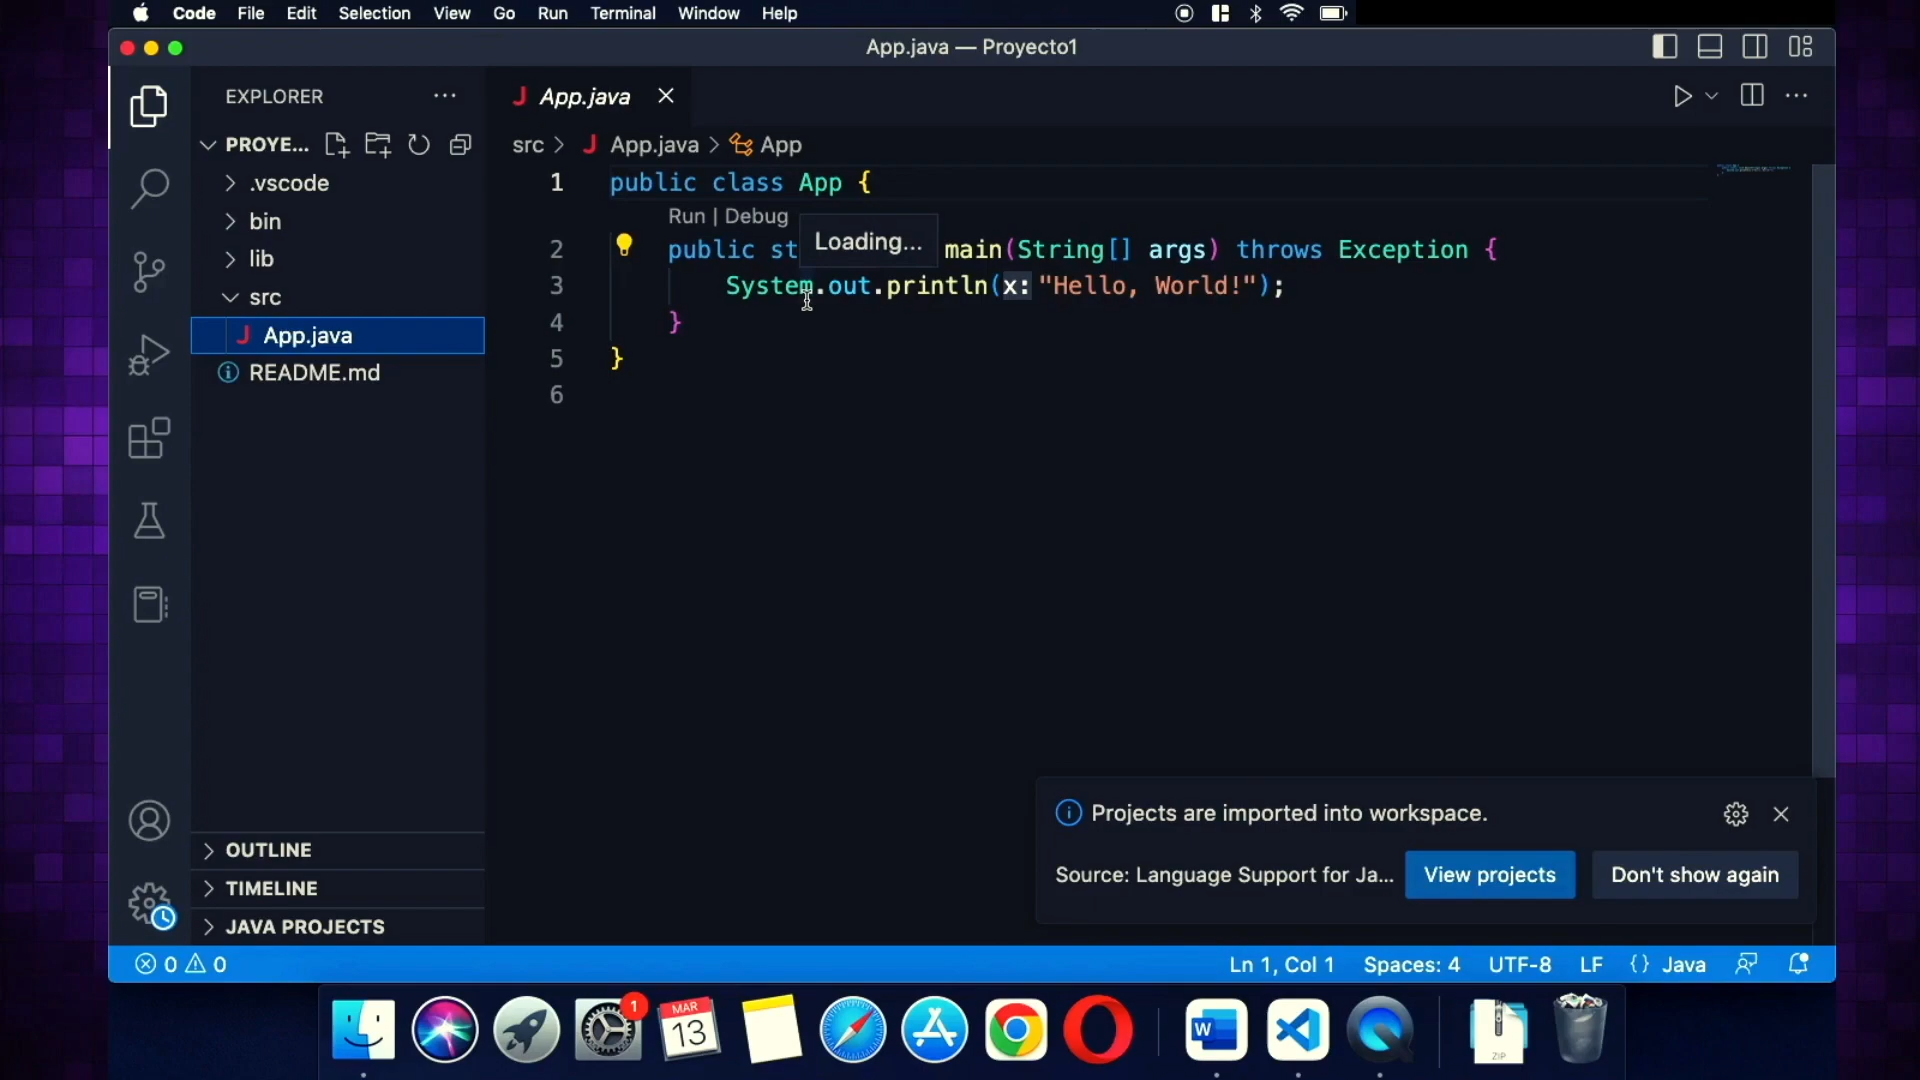 Code File Edit Selection View Go Run Terminal Window Help
App.java — Proyecto1
EXPLORER
PROYE...
.vscode
bin
lib
src
App.java
README.md
OUTLINE
TIMELINE
JAVA PROJECTS
App.java
src > App.java > App
1 public class App {
Run | Debug
Loading...
2 public st main(String[] args) throws Exception {
3 System.out.println(x: "Hello, World!");
4 }
5 }
6
Projects are imported into workspace.
Source: Language Support for Ja... View projects Don't show again
0 0 Ln 1, Col 1 Spaces: 4 UTF-8 LF {} Java
1
MAR
13
W
ZIP